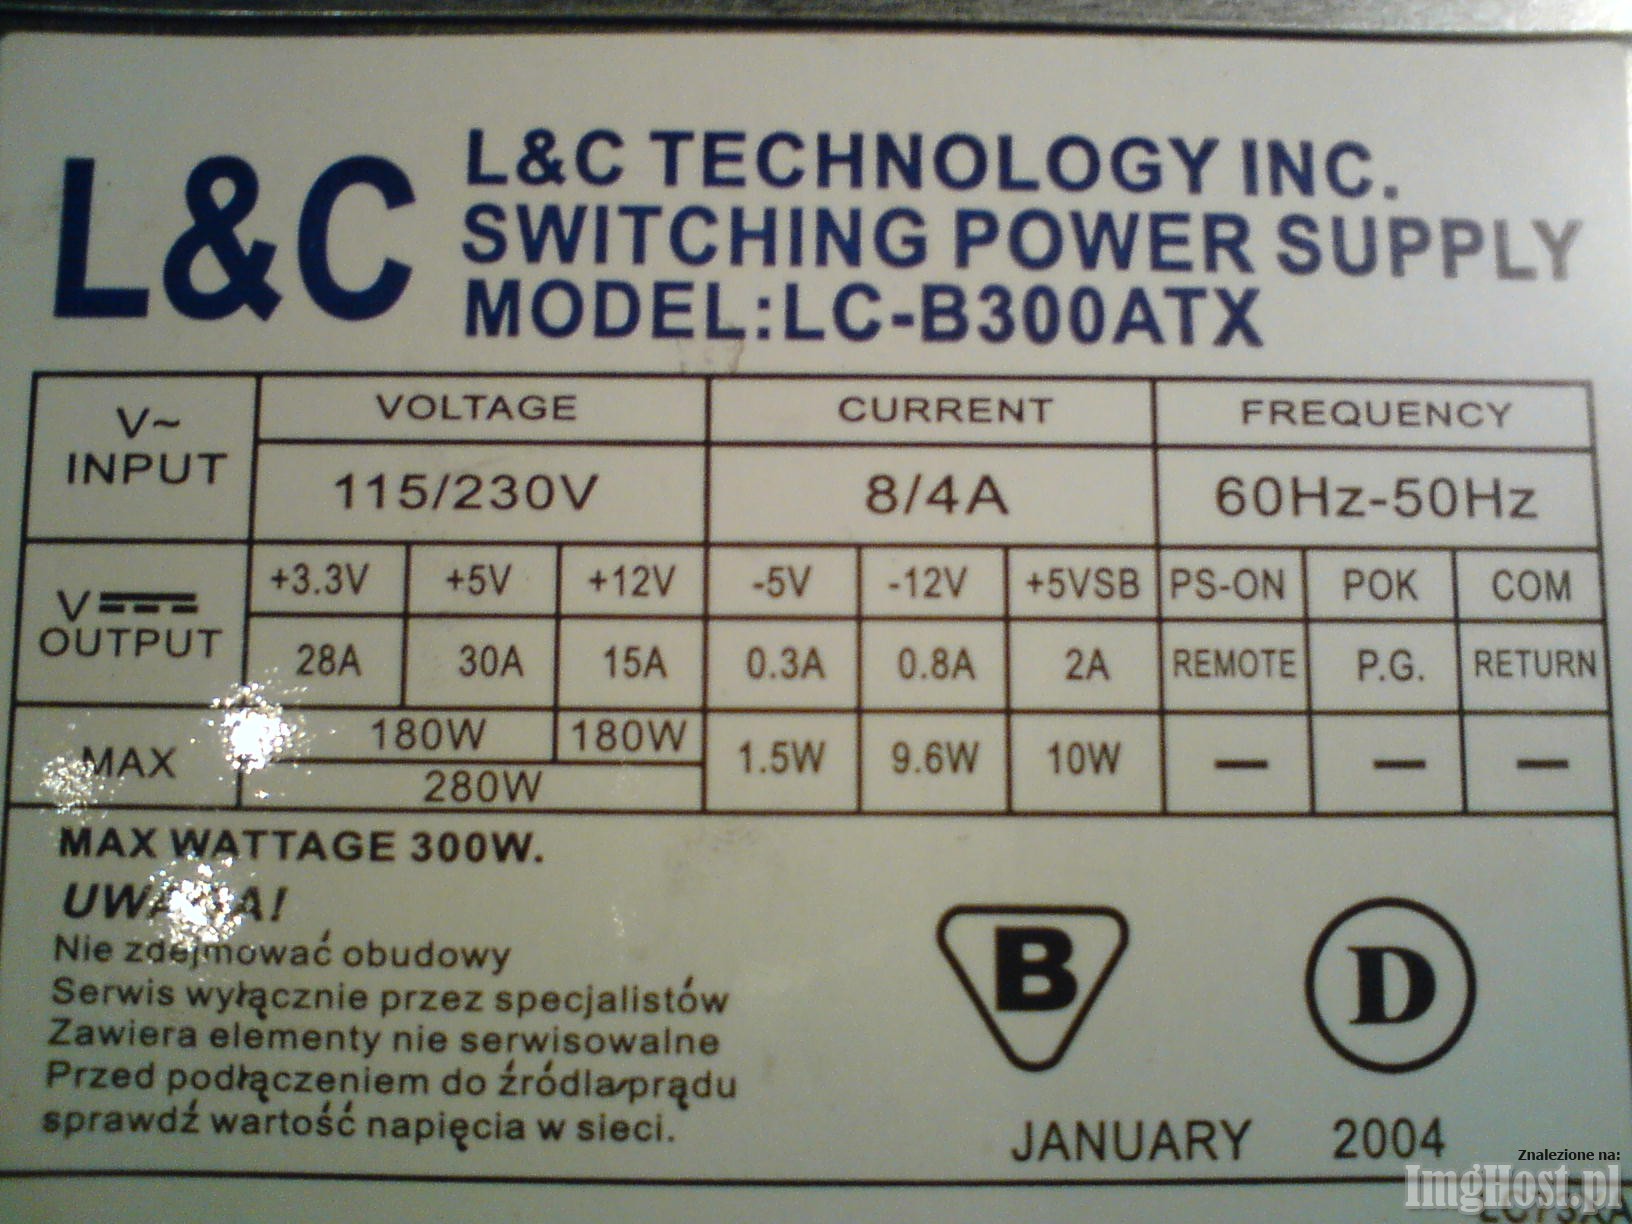 L&C
L&C TECHNOLOGY INC.
SWITCHING POWER SUPPLY
MODEL:LC-B300ATX
V~ INPUT
VOLTAGE CURRENT FREQUENCY
115/230V 8/4A 60Hz-50Hz
V OUTPUT
+3.3V +5V +12V -5V -12V +5VSB PS-ON POK COM
28A 30A 15A 0.3A 0.8A 2A REMOTE P.G. RETURN
MAX
180W 180W 1.5W 9.6W 10W — — —
280W
MAX WATTAGE 300W.
UWAGA!
Nie zdejmować obudowy
Serwis wyłącznie przez specjalistów
Zawiera elementy nie serwisowalne
Przed podłączeniem do źródla prądu
sprawdź wartość napięcia w sieci.
B
D
JANUARY 2004
Znalezione na:
ImgHost.pl